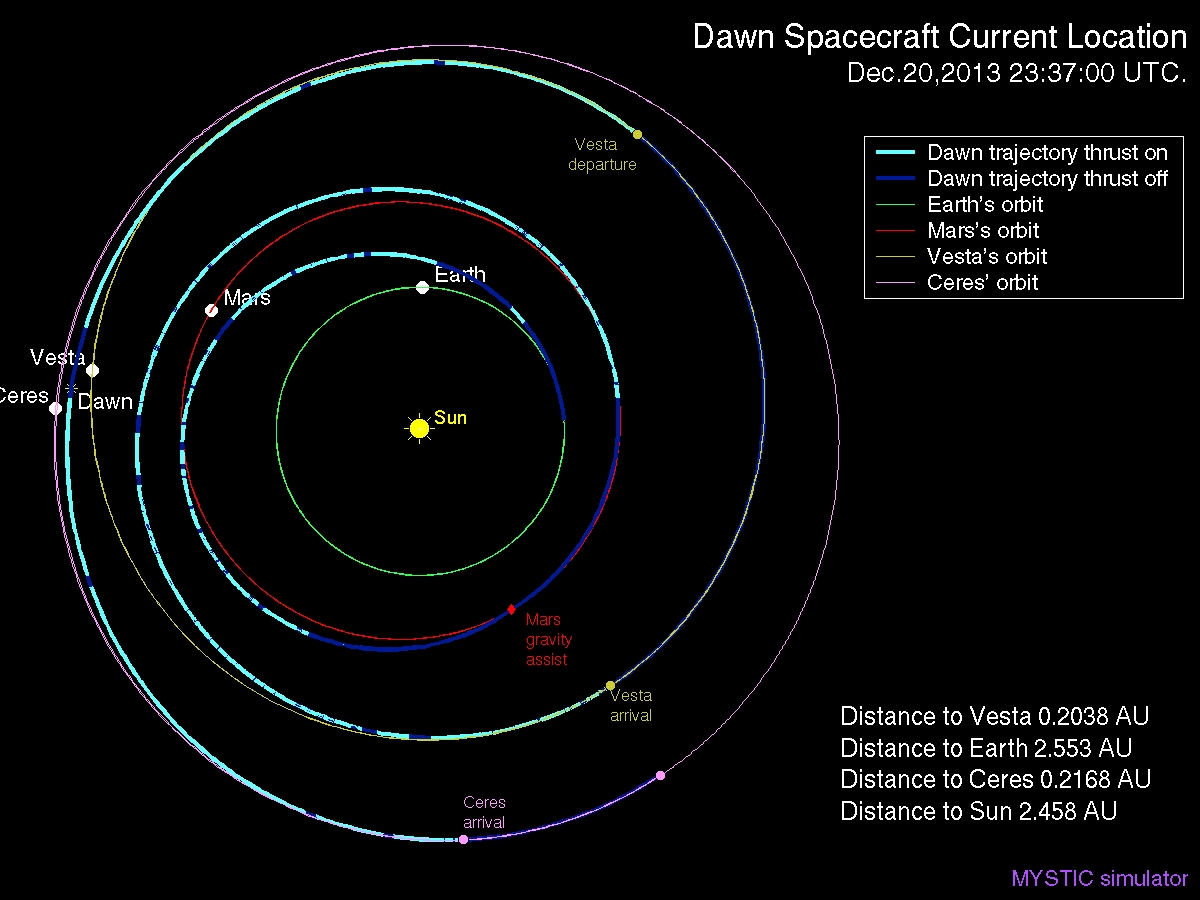 Dawn Spacecraft Current Location
Dec.20,2013 23:37:00 UTC.
Dawn trajectory thrust on
Dawn trajectory thrust off
Earth's orbit
Mars's orbit
Vesta's orbit
Ceres' orbit
Vesta
departure
Earth
Mars
Vesta
Ceres
Dawn
Sun
Mars
gravity
assist
Vesta
arrival
Ceres
arrival
Distance to Vesta 0.2038 AU
Distance to Earth 2.553 AU
Distance to Ceres 0.2168 AU
Distance to Sun 2.458 AU
MYSTIC simulator